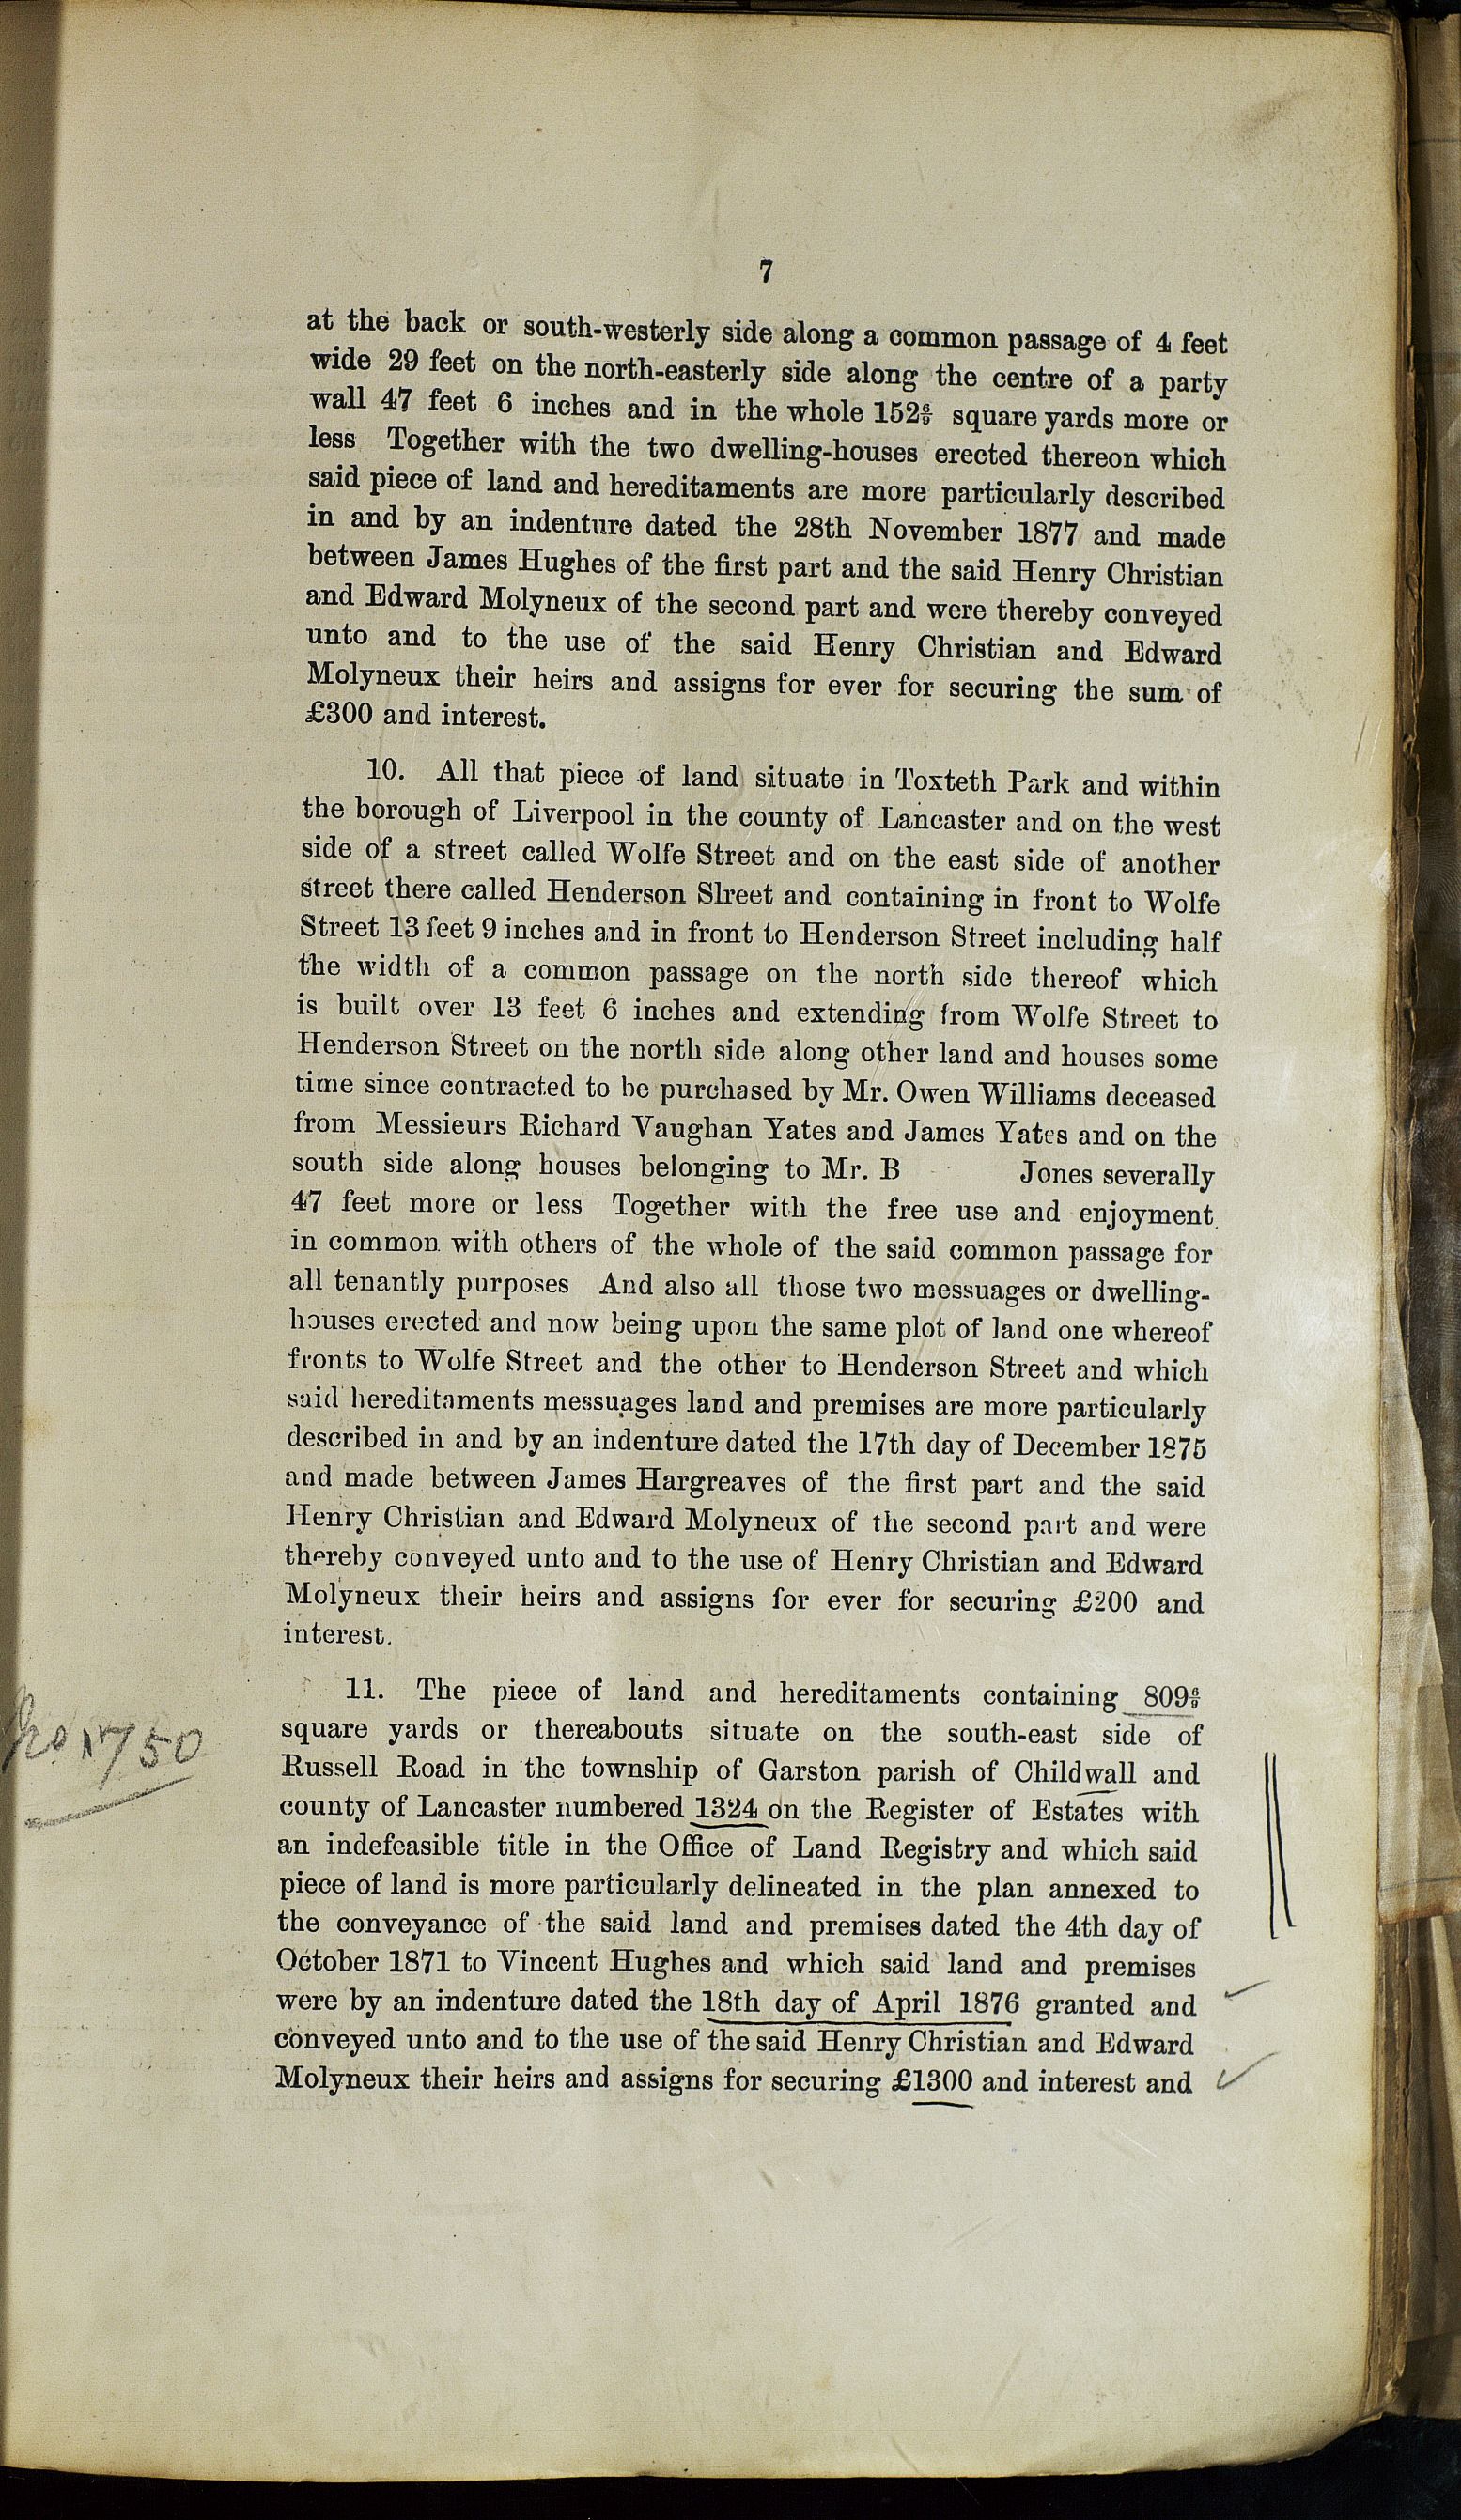 7
at the back or south-westerly side along a common passage of 4 feet
wide 29 feet on the north-easterly side along the centre of a party
wall 47 feet 6 inches and in the whole 152 square yards more or
less Together with the two dwelling-houses erected thereon which
said piece of land and hereditaments are more particularly described
in and by an indenture dated the 28th November 1877 and made
between James Hughes of the first part and the said Henry Christian
and Edward Molyneux of the second part and were thereby conveyed
unto and to the use of the said Henry Christian and Edward
Molyneux their heirs and assigns for ever for securing the sum of
£300 and interest.
10. All that piece of land situate in Toxteth Park and within
the borough of Liverpool in the county of Lancaster and on the west
side of a street called Wolfe Street and on the east side of another
street there called Henderson Slreet and containing in front to Wolfe
Street 13 feet 9 inches and in front to Henderson Street including half
the width of a common passage on the north side thereof which
is built over 13 feet 6 inches and extending from Wolfe Street to
Henderson Street on the north side along other land and houses some
time since contracted to be purchased by Mr. Owen Williams deceased
from Messieurs Richard Vaughan Yates and James Yates and on the
south side along houses belonging to Mr. B Jones severally
47 feet more or less Together with the free use and enjoyment
in common with others of the whole of the said common passage for
all tenantly purposes And also all those two messuages or dwelling-
houses erected and now being upon the same plot of land one whereof
fronts to Wolfe Street and the other to Henderson Street and which
said hereditaments messuages land and premises are more particularly
described in and by an indenture dated the 17th day of December 1875
and made between James Hargreaves of the first part and the said
Henry Christian and Edward Molyneux of the second part and were
thereby conveyed unto and to the use of Henry Christian and Edward
Molyneux their heirs and assigns for ever for securing £200 and
interest.
11. The piece of land and hereditaments containing 809
square yards or thereabouts situate on the south-east side of
Russell Road in the township of Garston parish of Childwall and
county of Lancaster numbered 1324 on the Register of Estates with
an indefeasible title in the Office of Land Registry and which said
piece of land is more particularly delineated in the plan annexed to
the conveyance of the said land and premises dated the 4th day of
October 1871 to Vincent Hughes and which said land and premises
were by an indenture dated the 18th day of April 1876 granted and
conveyed unto and to the use of the said Henry Christian and Edward
Molyneux their heirs and assigns for securing £1300 and interest and
750